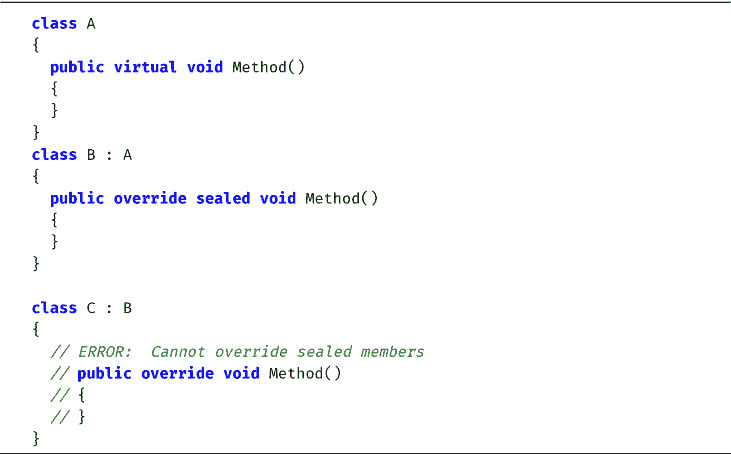 class A
{
  public virtual void Method()
  {
  }
}
class B : A
{
  public override sealed void Method()
  {
  }
}

class C : B
{
  // ERROR:  Cannot override sealed members
  // public override void Method()
  // {
  // }
}